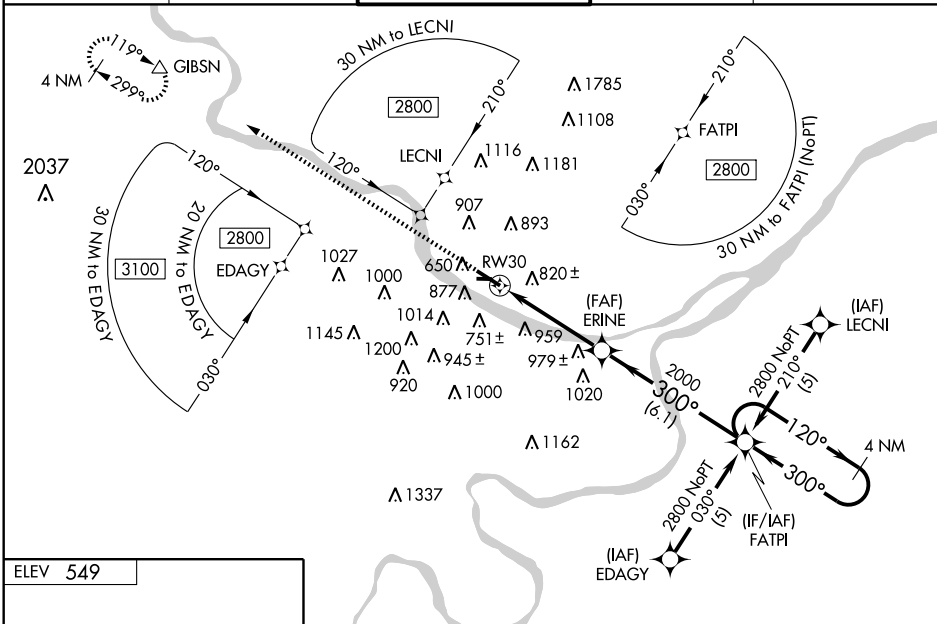 119°
GIBSN
4 NM
299°
30 NM to LECNI
2800
210°
120°
LECNI
1785
1108
1116
1181
210°
FATPI
2800
030°
30 NM to FATPI (NoPT)
2037
120°
2800
20 NM to EDAGY
3100
30 NM to EDAGY
EDAGY
030°
907
893
1027
650
RW30
820 ±
1000
877
(FAF)
ERINE
1014
751 ±
959
1145
1200
945 ±
979 ±
920
1000
1020
(IAF)
LECNI
2800 NoPT
210°
(5)
2000
300°
(6.1)
120°
4 NM
300°
1162
1337
2800 NoPT
030°
(5)
(IF/IAF)
FATPI
(IAF)
EDAGY
ELEV 549